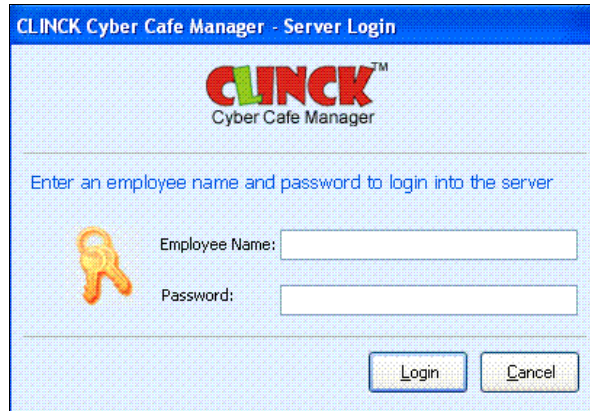 CLINCK Cyber Cafe Manager - Server Login
CLINCK™
Cyber Cafe Manager
Enter an employee name and password to login into the server
Employee Name:
Password:
Login
Cancel